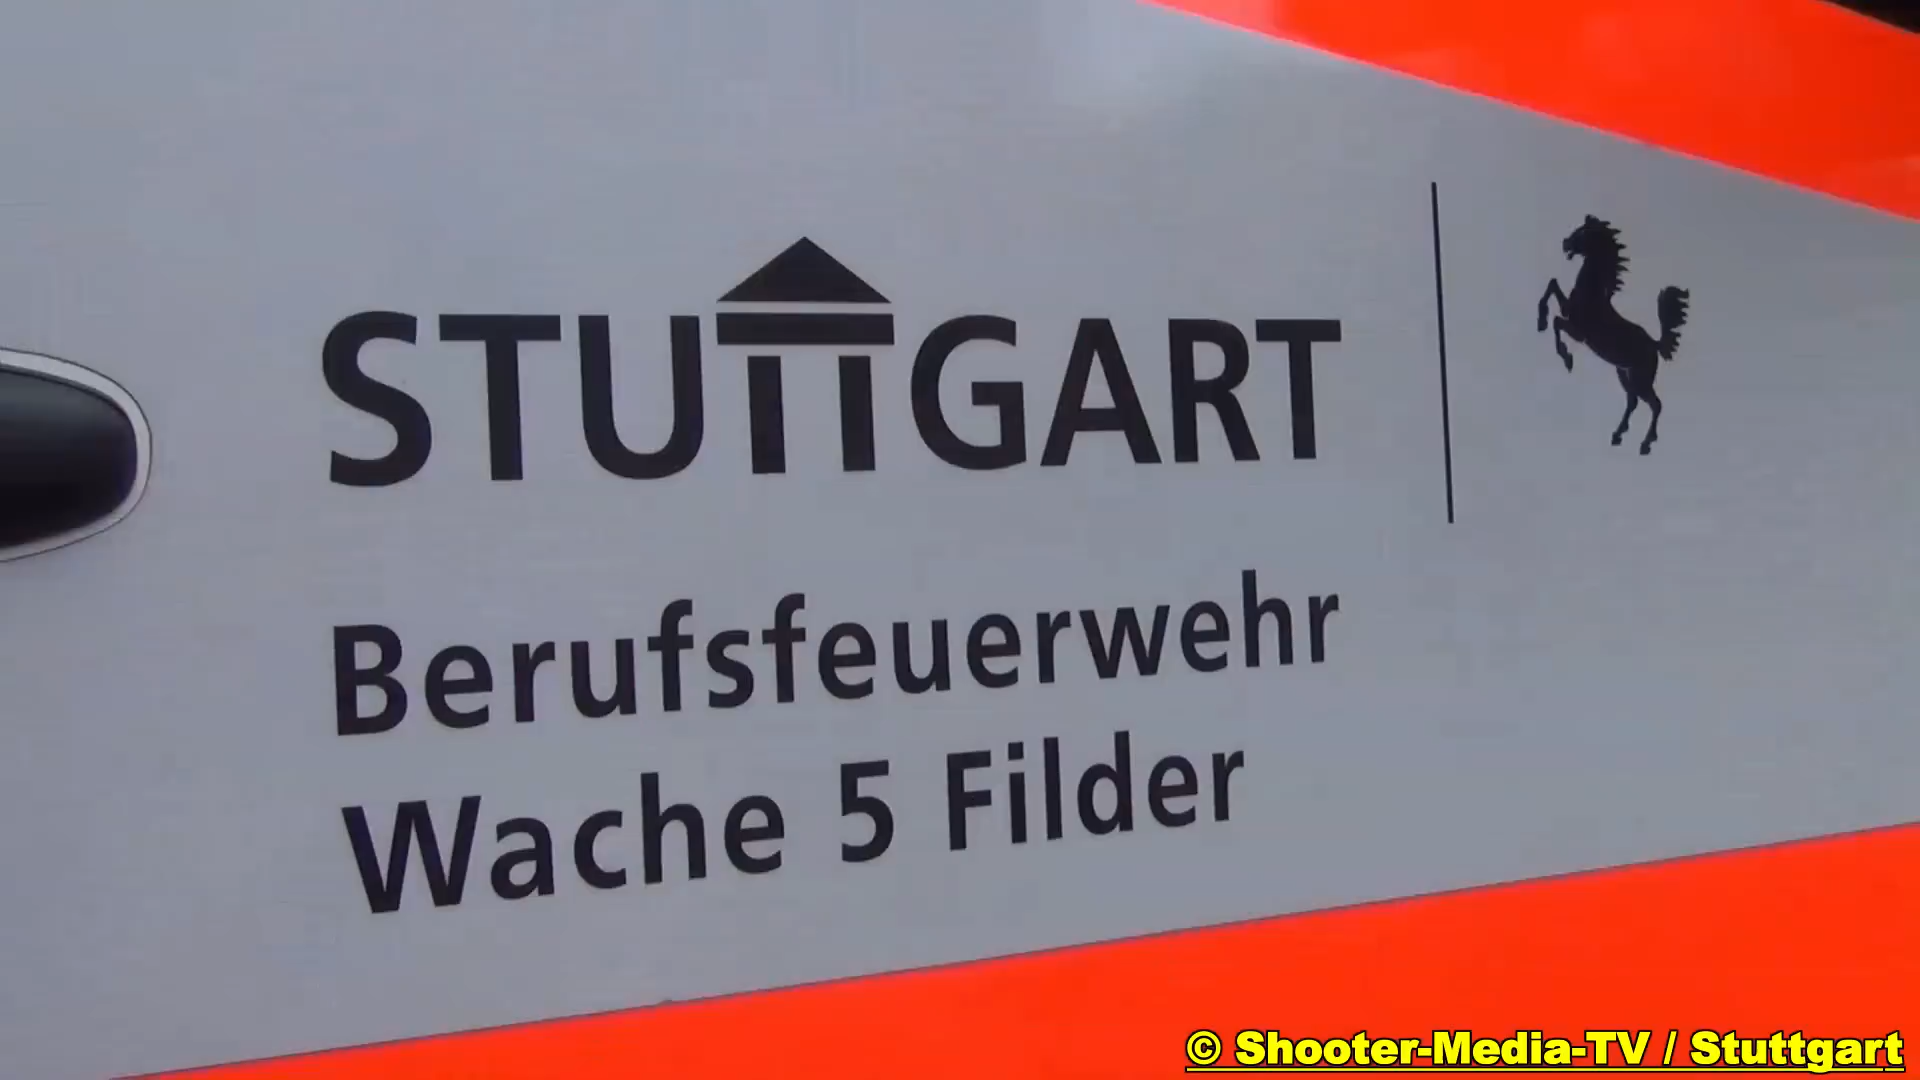 STUTTGART
Berufsfeuerwehr
Wache 5 Filder
© Shooter-Media-TV / Stuttgart